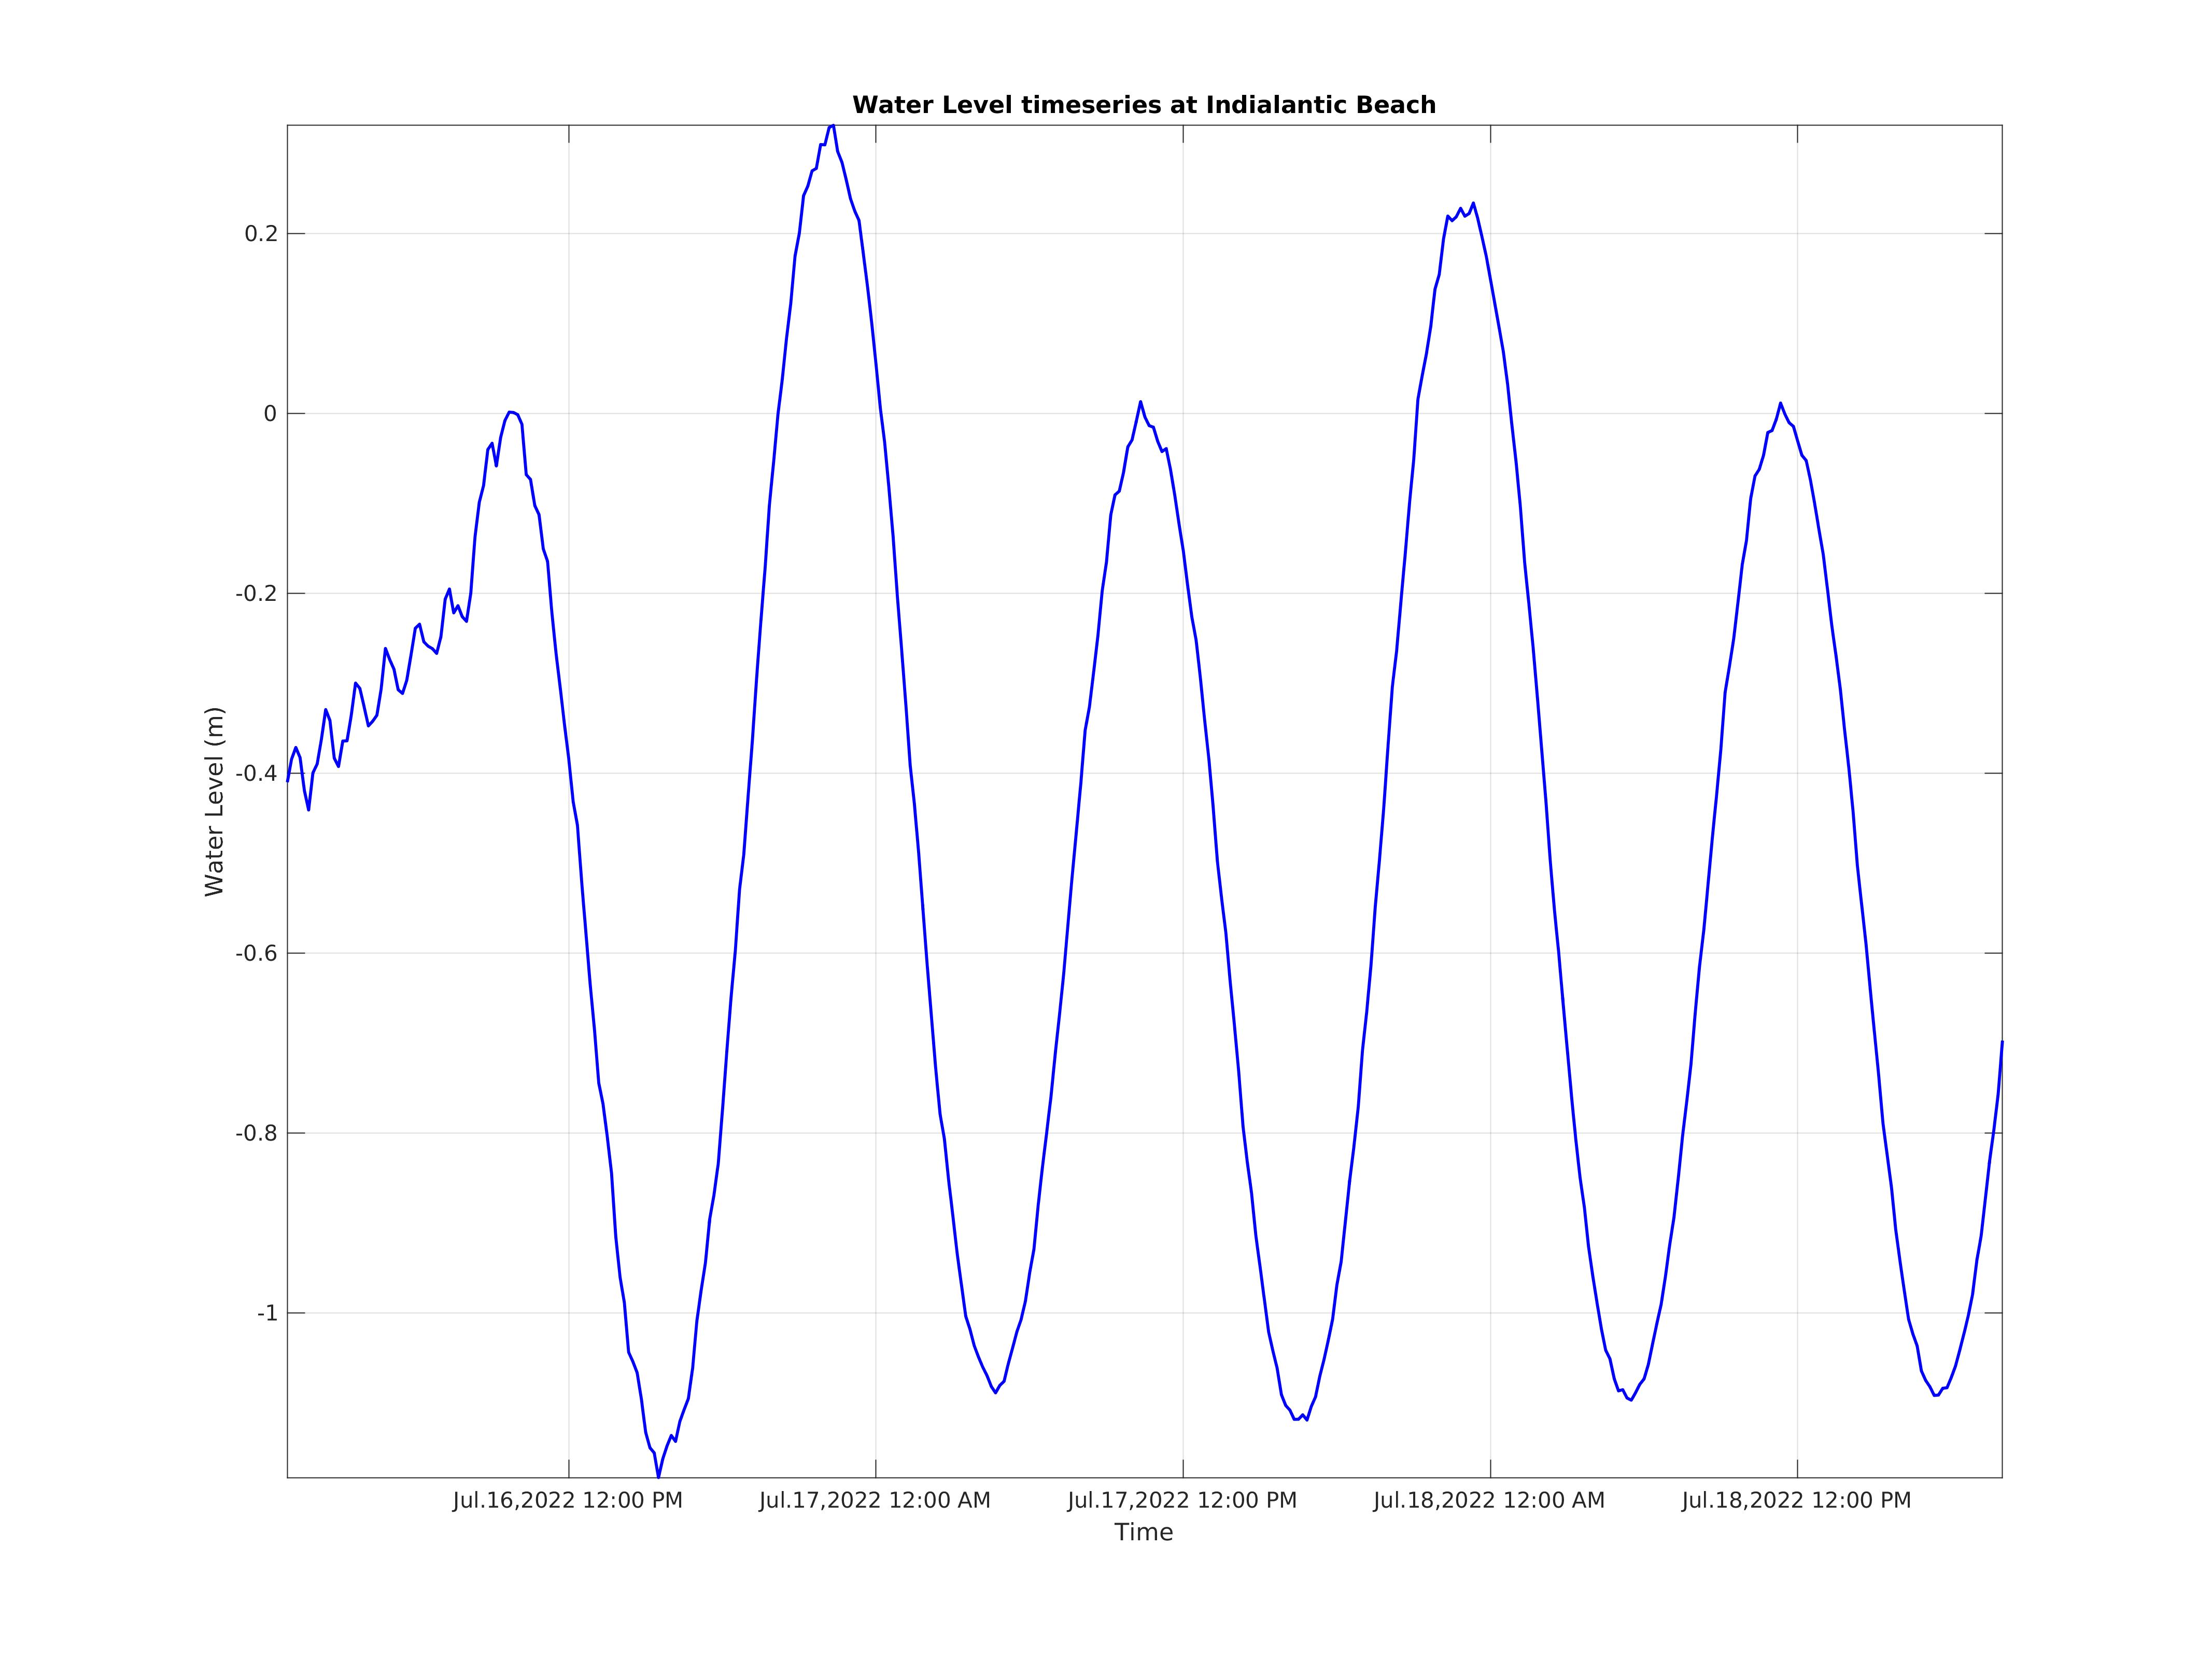 Water Level timeseries at Indialantic Beach
0.2
0
-0.2
-0.4
-0.6
-0.8
-1
Water Level (m)
Jul.16,2022 12:00 PM
Jul.17,2022 12:00 AM
Jul.17,2022 12:00 PM
Jul.18,2022 12:00 AM
Jul.18,2022 12:00 PM
Time